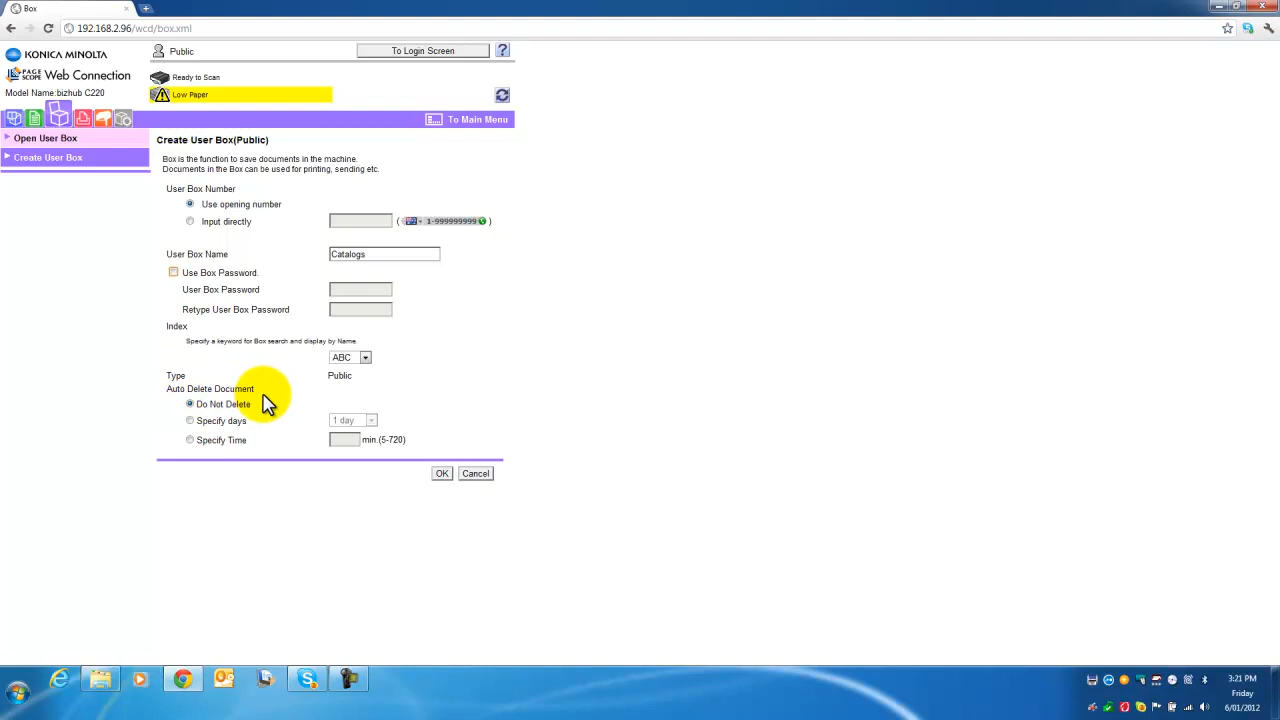 Box
192.168.2.96/wcd/box.xml
KONICA MINOLTA
Public
To Login Screen
?
PAGE SCOPE Web Connection
Ready to Scan
Model Name:bizhub C220
Low Paper
To Main Menu
Open User Box
Create User Box
Create User Box(Public)
Box is the function to save documents in the machine.
Documents in the Box can be used for printing, sending etc.
User Box Number
Use opening number
Input directly
( 1-999999999 )
User Box Name
Catalogs
Use Box Password.
User Box Password
Retype User Box Password
Index
Specify a keyword for Box search and display by Name.
ABC
Type
Public
Auto Delete Document
Do Not Delete
Specify days
1 day
Specify Time
min.(5-720)
OK
Cancel
3:21 PM
Friday
6/01/2012